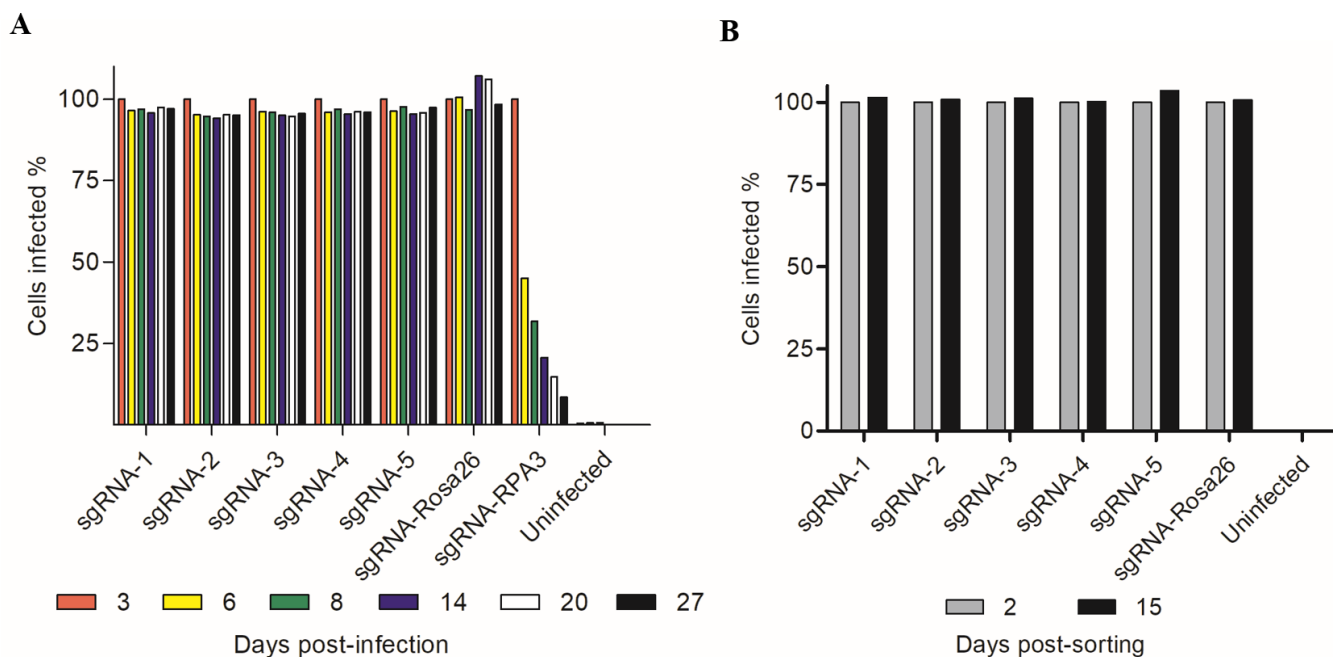 A
Cells infected %
100
75
50
25
sgRNA-1
sgRNA-2
sgRNA-3
sgRNA-4
sgRNA-5
sgRNA-Rosa26
sgRNA-RPA3
Uninfected
3 6 8 14 20 27
Days post-infection
B
Cells infected %
100
75
50
25
0
sgRNA-1
sgRNA-2
sgRNA-3
sgRNA-4
sgRNA-5
sgRNA-Rosa26
Uninfected
2 15
Days post-sorting